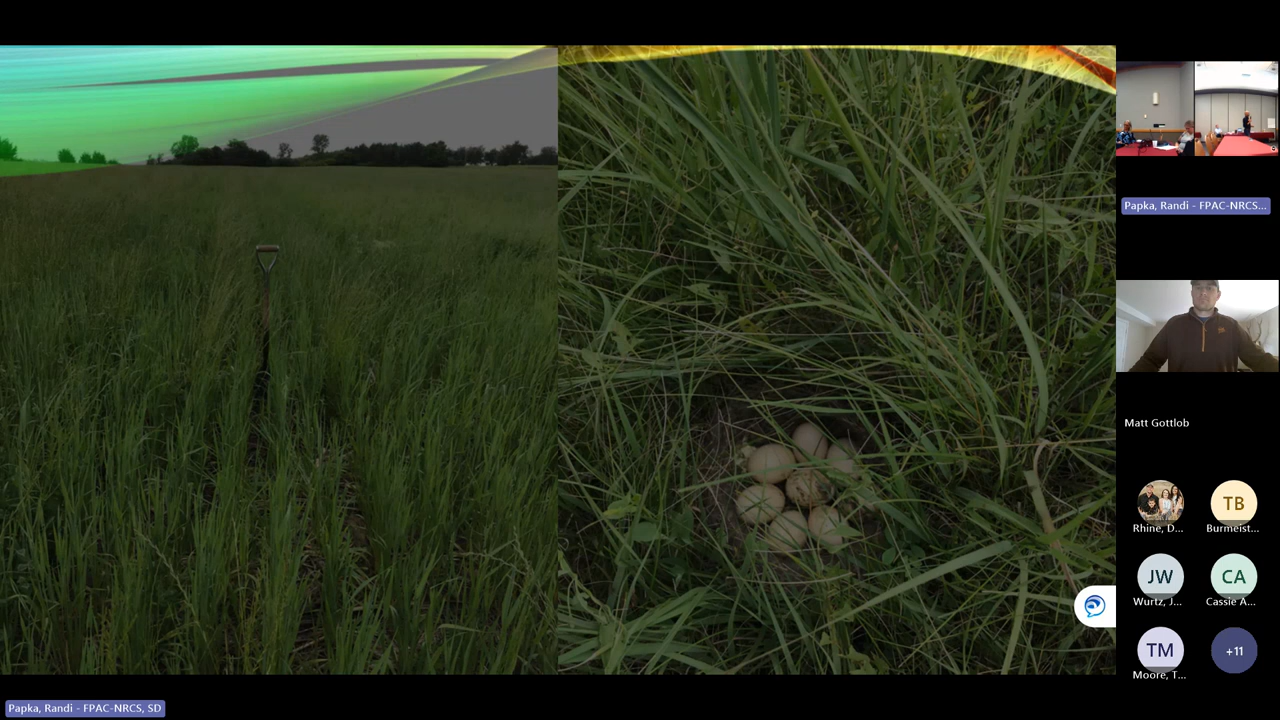 Papka, Randi - FPAC-NRCS...
Matt Gottlob
Rhine, D...
TB
Burmeist...
JW
Wurtz, J...
CA
Cassie A...
TM
Moore, T...
+11
Papka, Randi - FPAC-NRCS, SD